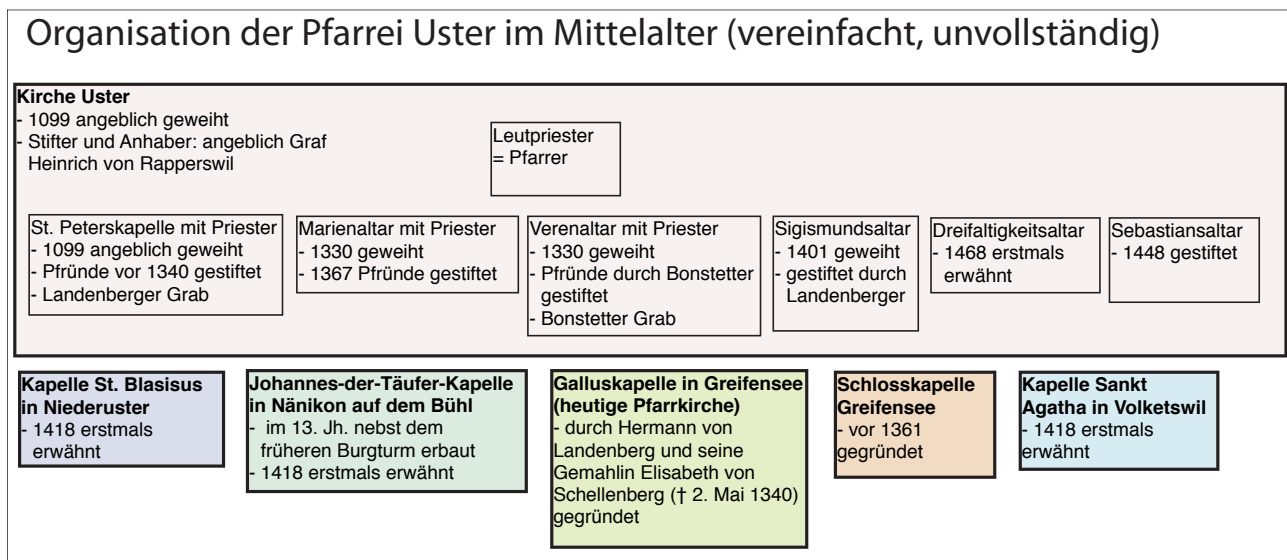 Organisation der Pfarrei Uster im Mittelalter (vereinfacht, unvollständig)
Kirche Uster
- 1099 angeblich geweiht
- Stifter und Anhaber: angeblich Graf
Heinrich von Rapperswil
Leutpriester
= Pfarrer
St. Peterskapelle mit Priester
- 1099 angeblich geweiht
- Pfründe vor 1340 gestiftet
- Landenberger Grab
Marienaltar mit Priester
- 1330 geweiht
- 1367 Pfründe gestiftet
Verenaltar mit Priester
- 1330 geweiht
- Pfründe durch Bonstetter
gestiftet
- Bonstetter Grab
Sigismundsaltar
- 1401 geweiht
- gestiftet durch
Landenberger
Dreifaltigkeitsaltar
- 1468 erstmals
erwähnt
Sebastiansaltar
- 1448 gestiftet
Kapelle St. Blasisus
in Niederuster
- 1418 erstmals
erwähnt
Johannes-der-Täufer-Kapelle
in Nänikon auf dem Bühl
- im 13. Jh. nebst dem
früheren Burgturm erbaut
- 1418 erstmals erwähnt
Galluskapelle in Greifensee
(heutige Pfarrkirche)
- durch Hermann von
Landenberg und seine
Gemahlin Elisabeth von
Schellenberg († 2. Mai 1340)
gegründet
Schlosskapelle
Greifensee
- vor 1361
gegründet
Kapelle Sankt
Agatha in Volketswil
- 1418 erstmals
erwähnt